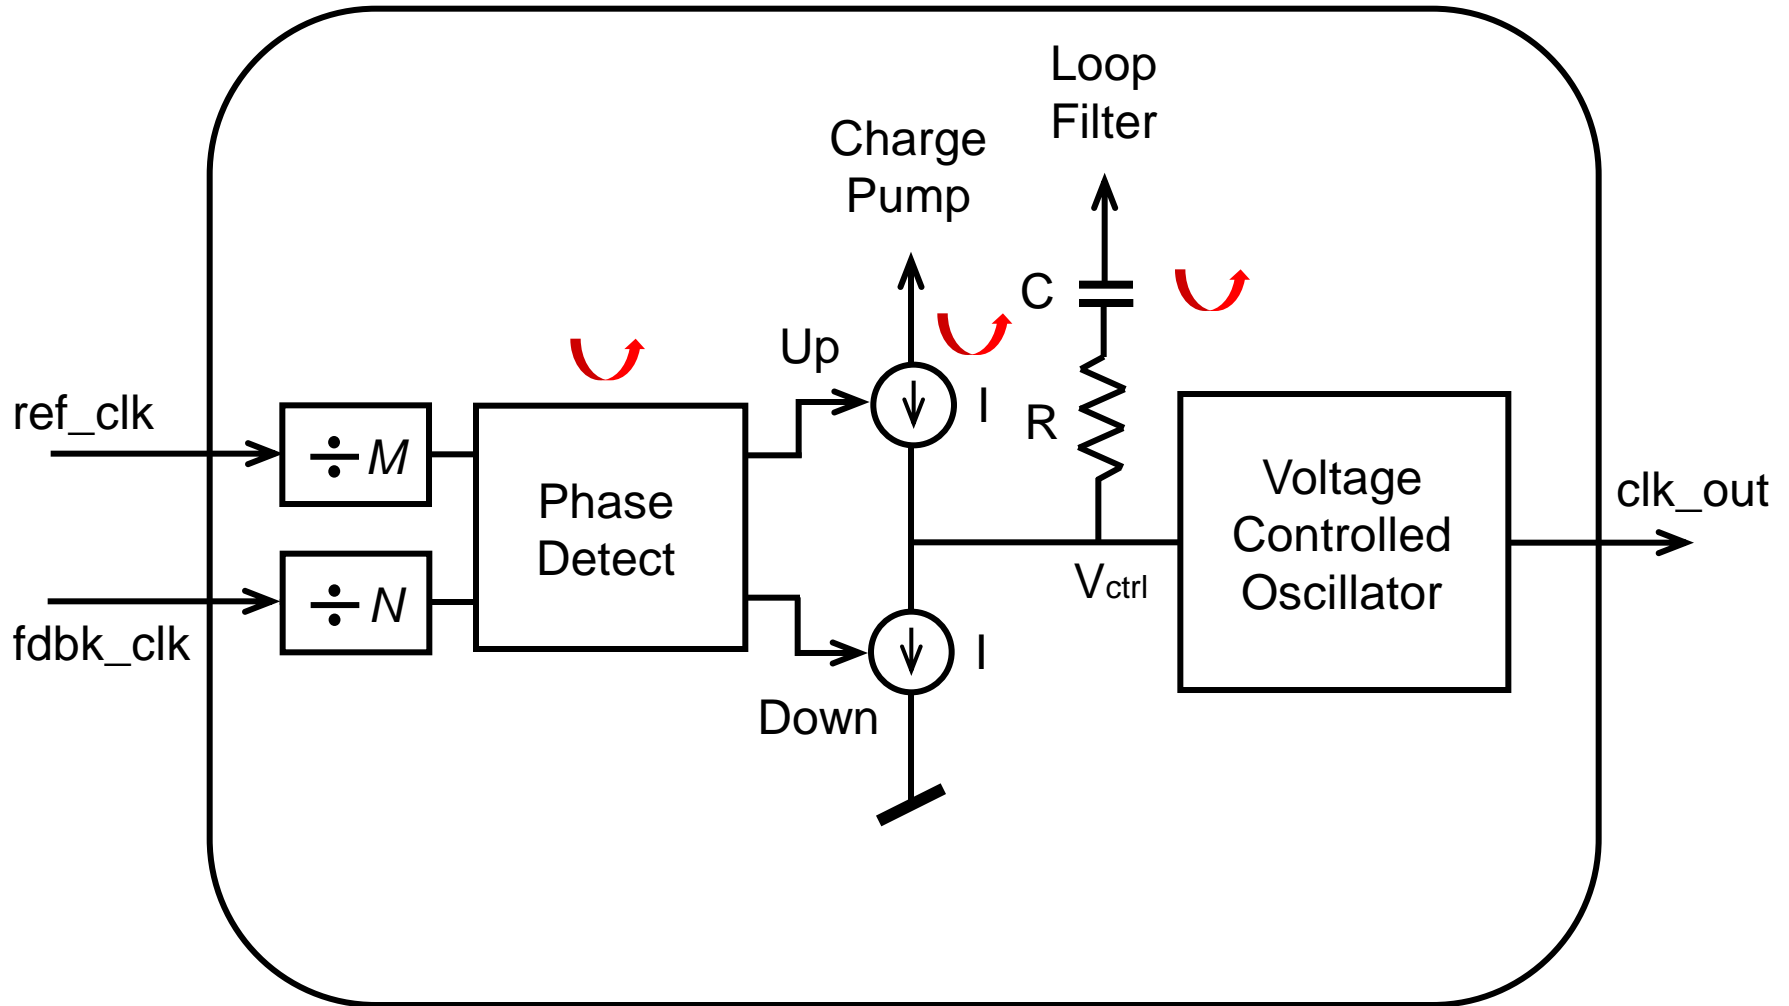 Loop
Filter
Charge
Pump
C
Up
I
R
ref_clk
÷ M
Phase
Detect
Voltage
Controlled
Oscillator
clk_out
Vctrl
÷ N
fdbk_clk
I
Down